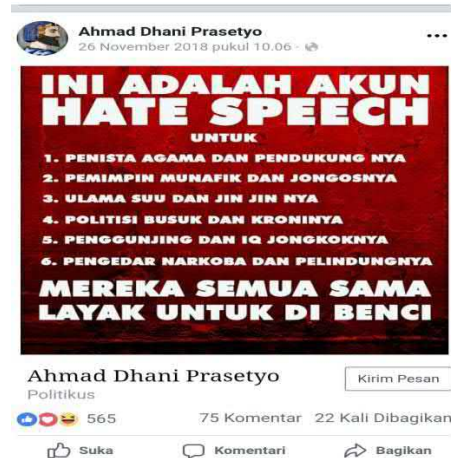 Ahmad Dhani Prasetyo
26 November 2018 pukul 10.06 ·
INI ADALAH AKUN
HATE SPEECH
UNTUK
1. PENISTA AGAMA DAN PENDUKUNG NYA
2. PEMIMPIN MUNAFIK DAN JONGOSNYA
3. ULAMA SUU DAN JIN JIN NYA
4. POLITISI BUSUK DAN KRONINYA
5. PENGGUNJING DAN IQ JONGKOKNYA
6. PENGEDAR NARKOBA DAN PELINDUNGNYA
MEREKA SEMUA SAMA
LAYAK UNTUK DI BENCI
Ahmad Dhani Prasetyo
Kirim Pesan
Politikus
565 75 Komentar 22 Kali Dibagikan
Suka Komentari Bagikan